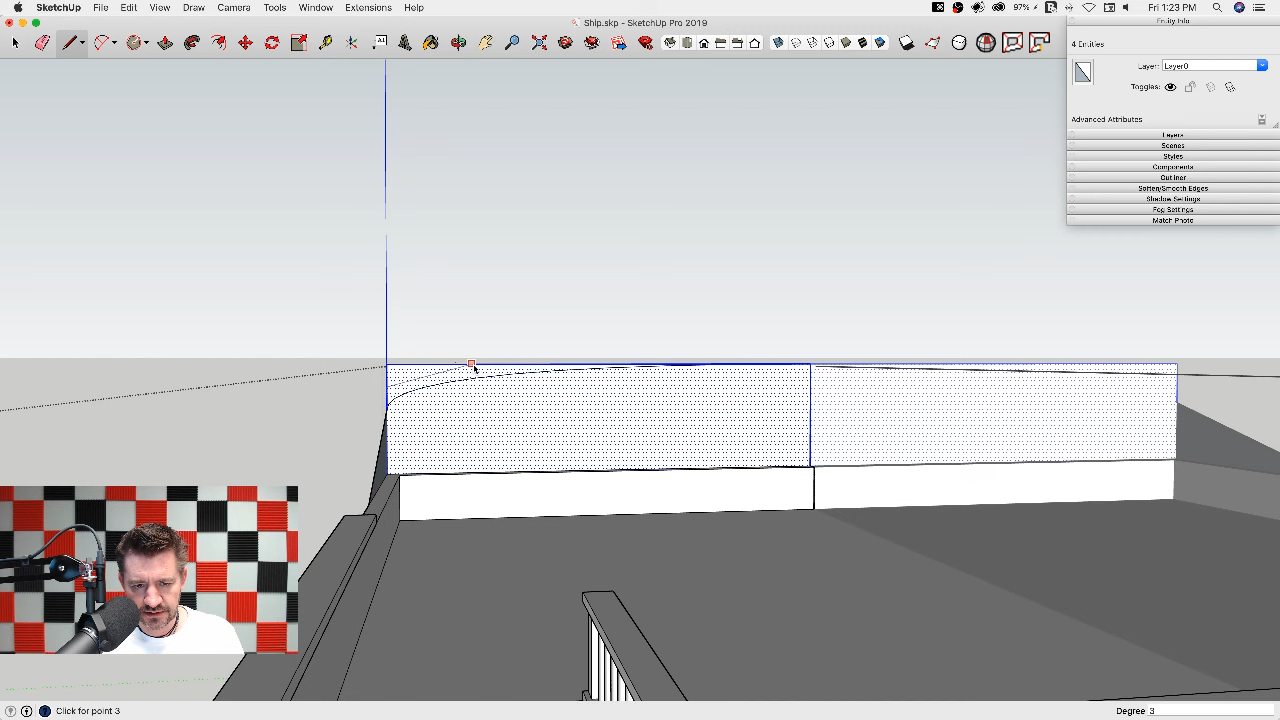 SketchUp File Edit View Draw Camera Tools Window Extensions Help 97% Fri 1:23 PM
Ship.skp - SketchUp Pro 2019
Entity Info
4 Entities
Layer: Layer0
Toggles:
Advanced Attributes
Layers
Scenes
Styles
Components
Outliner
Soften/Smooth Edges
Shadow Settings
Fog Settings
Match Photo
Click for point 3
Degree 3